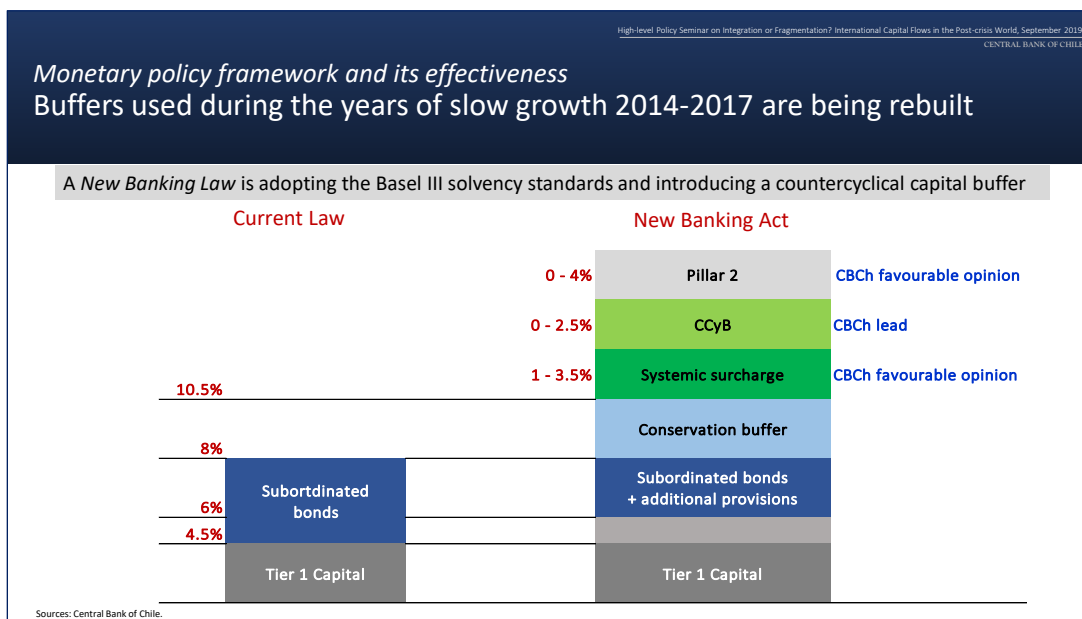 High-level Policy Seminar on Integration or Fragmentation? International Capital Flows in the Post-crisis World, September 2019
CENTRAL BANK OF CHILE
Monetary policy framework and its effectiveness
Buffers used during the years of slow growth 2014-2017 are being rebuilt
A New Banking Law is adopting the Basel III solvency standards and introducing a countercyclical capital buffer
Current Law
New Banking Act
0 - 4%
Pillar 2
CBCh favourable opinion
0 - 2.5%
CCyB
CBCh lead
1 - 3.5%
Systemic surcharge
CBCh favourable opinion
10.5%
Conservation buffer
8%
Subortdinated
bonds
Subordinated bonds
+ additional provisions
6%
4.5%
Tier 1 Capital
Tier 1 Capital
Sources: Central Bank of Chile.